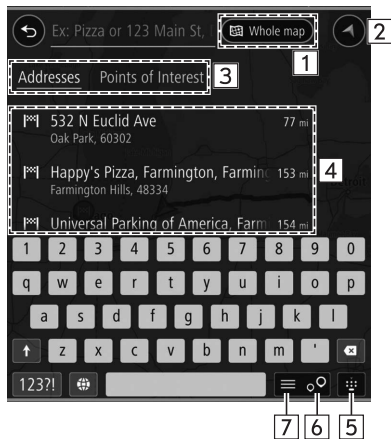 Ex: Pizza or 123 Main St,
Whole map
2
1
Addresses Points of Interest 3
532 N Euclid Ave 77 mi
Oak Park, 60302
Happy's Pizza, Farmington, Farming 153 mi
Farmington Hills, 48334
4
Universal Parking of America, Farm 154 mi
1 2 3 4 5 6 7 8 9 0
q w e r t y u i o p
a s d f g h j k l
z x c v b n m '
123?!
7 6 5